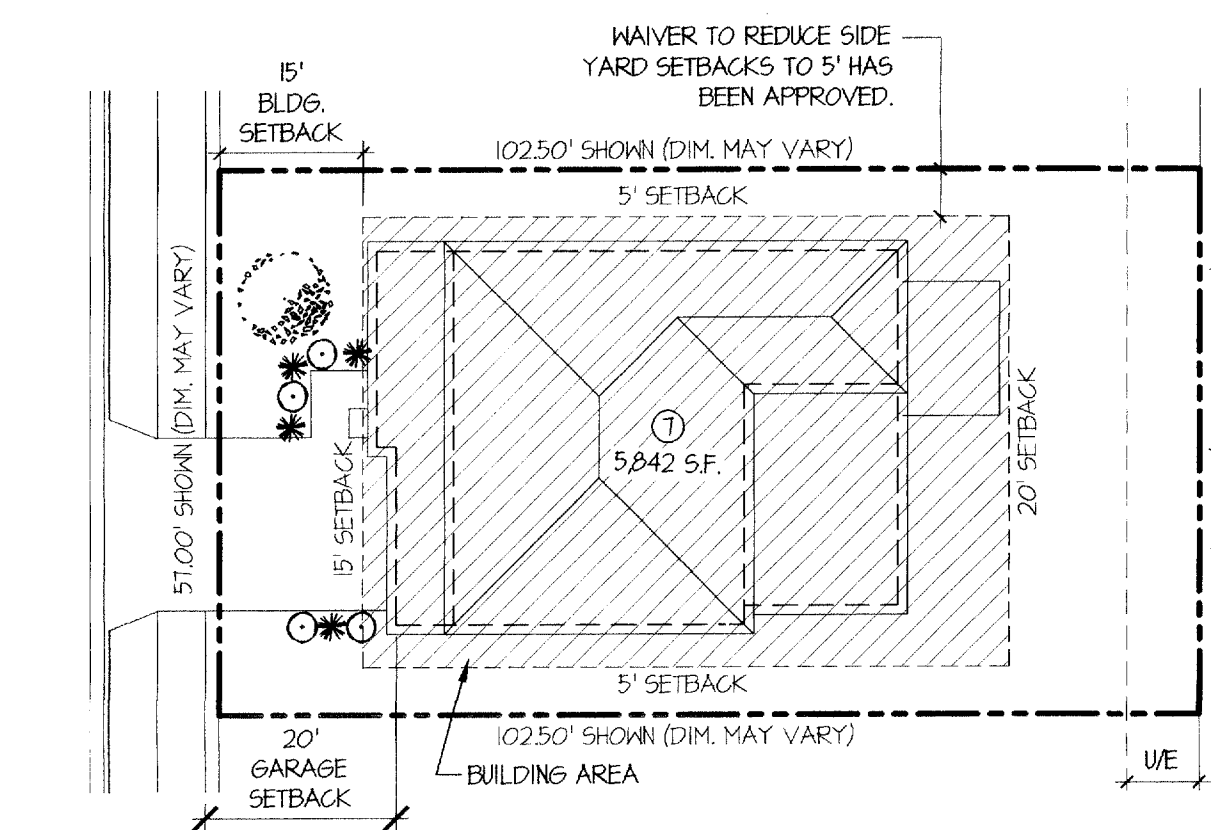 WAIVER TO REDUCE SIDE
YARD SETBACKS TO 5' HAS
BEEN APPROVED.
15'
BLDG.
SETBACK
102.50' SHOWN (DIM. MAY VARY)
5' SETBACK
57.00' SHOWN (DIM. MAY VARY)
15' SETBACK
7
5,842 S.F.
20' SETBACK
5' SETBACK
102.50' SHOWN (DIM. MAY VARY)
20'
GARAGE
SETBACK
BUILDING AREA
U/E